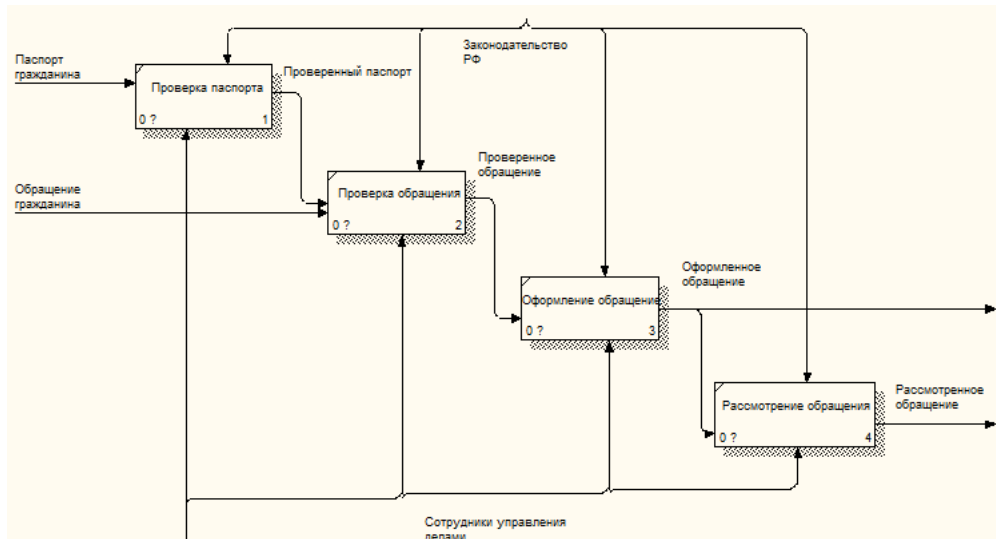 Законодательство
РФ
Паспорт
гражданина
Проверка паспорта
0 ?
1
Проверенный паспорт
Обращение
гражданина
Проверка обращения
0 ?
2
Проверенное
обращение
Оформление обращение
0 ?
3
Оформленное
обращение
Рассмотрение обращения
0 ?
4
Рассмотренное
обращение
Сотрудники управления
делами